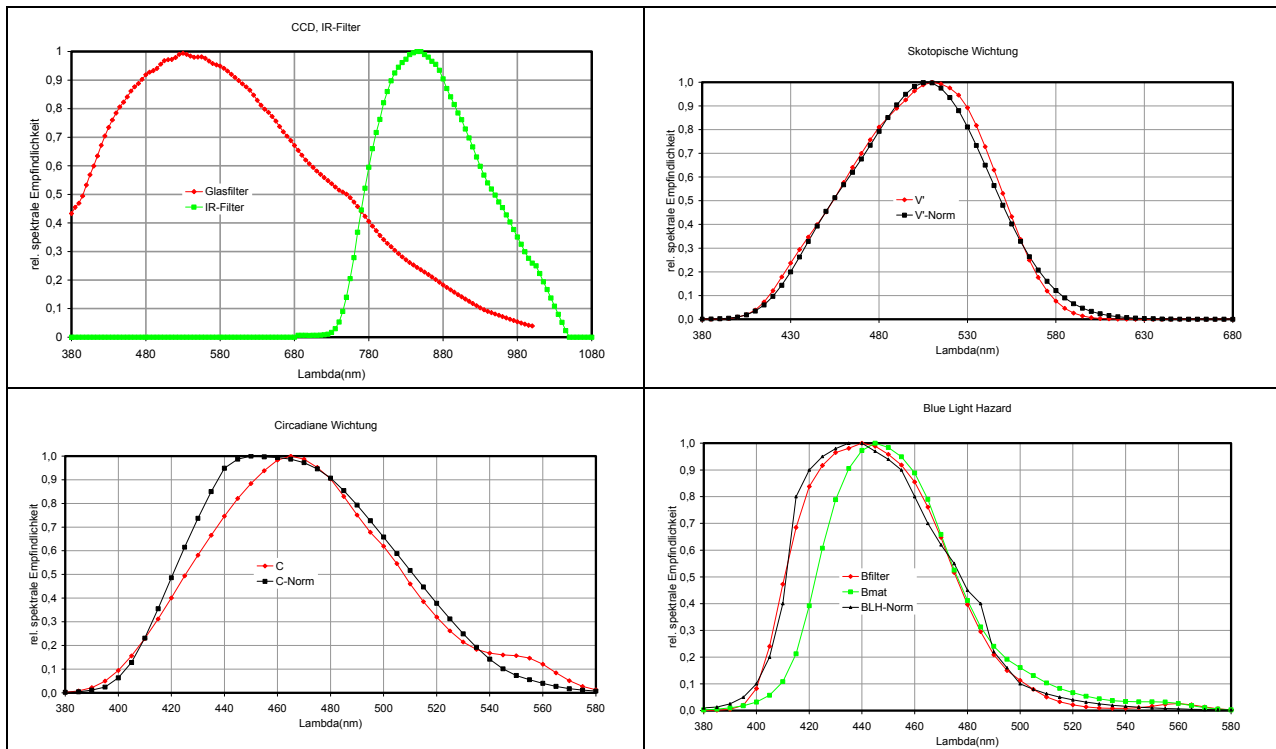 CCD, IR-Filter
rel. spektrale Empfindlichkeit
1
0,9
0,8
0,7
0,6
0,5
0,4
0,3
0,2
0,1
0
Glasfilter
IR-Filter
380 480 580 680 780 880 980 1080
Lambda(nm)
Skotopische Wichtung
rel. spektrale Empfindlichkeit
1,0
0,9
0,8
0,7
0,6
0,5
0,4
0,3
0,2
0,1
0,0
V'
V'-Norm
380 430 480 530 580 630 680
Lambda(nm)
Circadiane Wichtung
rel. spektrale Empfindlichkeit
1,0
0,9
0,8
0,7
0,6
0,5
0,4
0,3
0,2
0,1
0,0
C
C-Norm
380 400 420 440 460 480 500 520 540 560 580
Lambda(nm)
Blue Light Hazard
rel. spektrale Empfindlichkeit
1,0
0,9
0,8
0,7
0,6
0,5
0,4
0,3
0,2
0,1
0,0
Bfilter
Bmat
BLH-Norm
380 400 420 440 460 480 500 520 540 560 580
Lambda(nm)